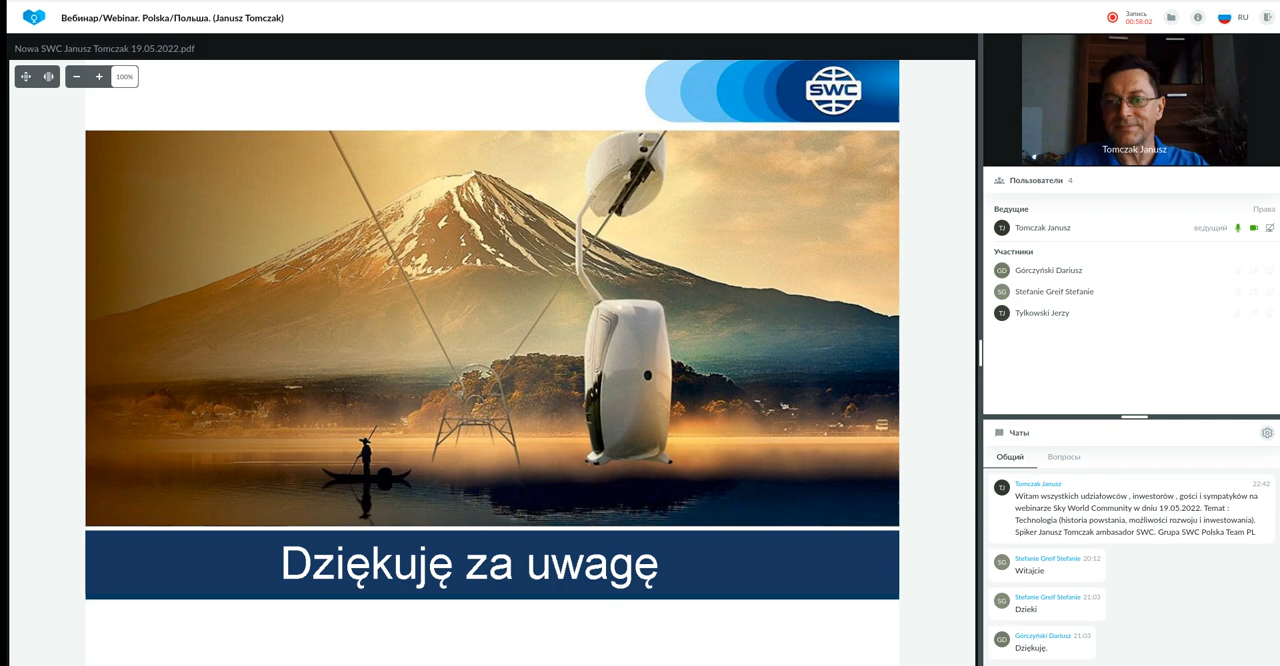 Вебинар/Webinar. Polska/Польша. (Janusz Tomczak)
Запись
00:58:02
RU
Nowa SWC Janusz Tomczak 19.05.2022.pdf
100%
SWC
Dziękuję za uwagę
Tomczak Janusz
Пользователи 4
Ведущие
Права
TJ
Tomczak Janusz
ведущий
Участники
GD
Górczyński Dariusz
SG
Stefanie Greif Stefanie
TJ
Tylkowski Jerzy
Чаты
Общий
Вопросы
TJ
Tomczak Janusz
22:42
Witam wszystkich udziałowców , inwestorów , gości i sympatyków na
webinarze Sky World Community w dniu 19.05.2022. Temat :
Technologia (historia powstania, możliwości rozwoju i inwestowania).
Spiker Janusz Tomczak ambasador SWC. Grupa SWC Polska Team PL
SG
Stefanie Greif Stefanie 20:12
Witajcie
SG
Stefanie Greif Stefanie 21:03
Dzieki
GD
Górczyński Dariusz 21:03
Dziękuję.